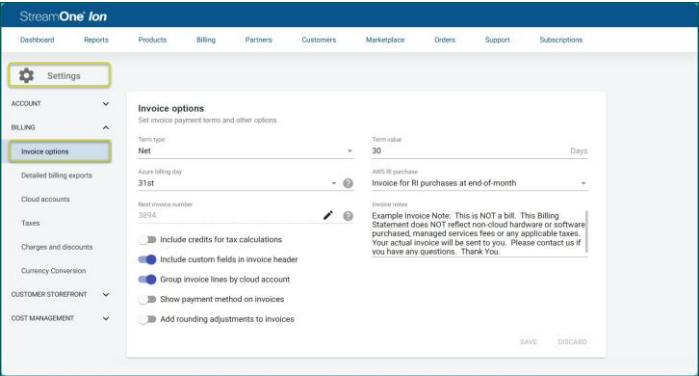 StreamOne Ion
Dashboard Reports Products Billing Partners Customers Marketplace Orders Support Subscriptions
Settings
ACCOUNT
BILLING
Invoice options
Detailed billing exports
Cloud accounts
Taxes
Charges and discounts
Currency Conversion
CUSTOMER STOREFRONT
COST MANAGEMENT
Invoice options
Set invoice payment terms and other options.
Term type
Net
Term value
30 Days
Azure billing day
31st
AWS RI purchase
Invoice for RI purchases at end-of-month
Next invoice number
3894
Invoice notes
Example Invoice Note: This is NOT a bill. This Billing
Statement does NOT reflect non-cloud hardware or software
purchased, managed services fees or any applicable taxes.
Your actual invoice will be sent to you. Please contact us if
you have any questions. Thank You.
Include credits for tax calculations
Include custom fields in invoice header
Group invoice lines by cloud account
Show payment method on invoices
Add rounding adjustments to invoices
SAVE DISCARD